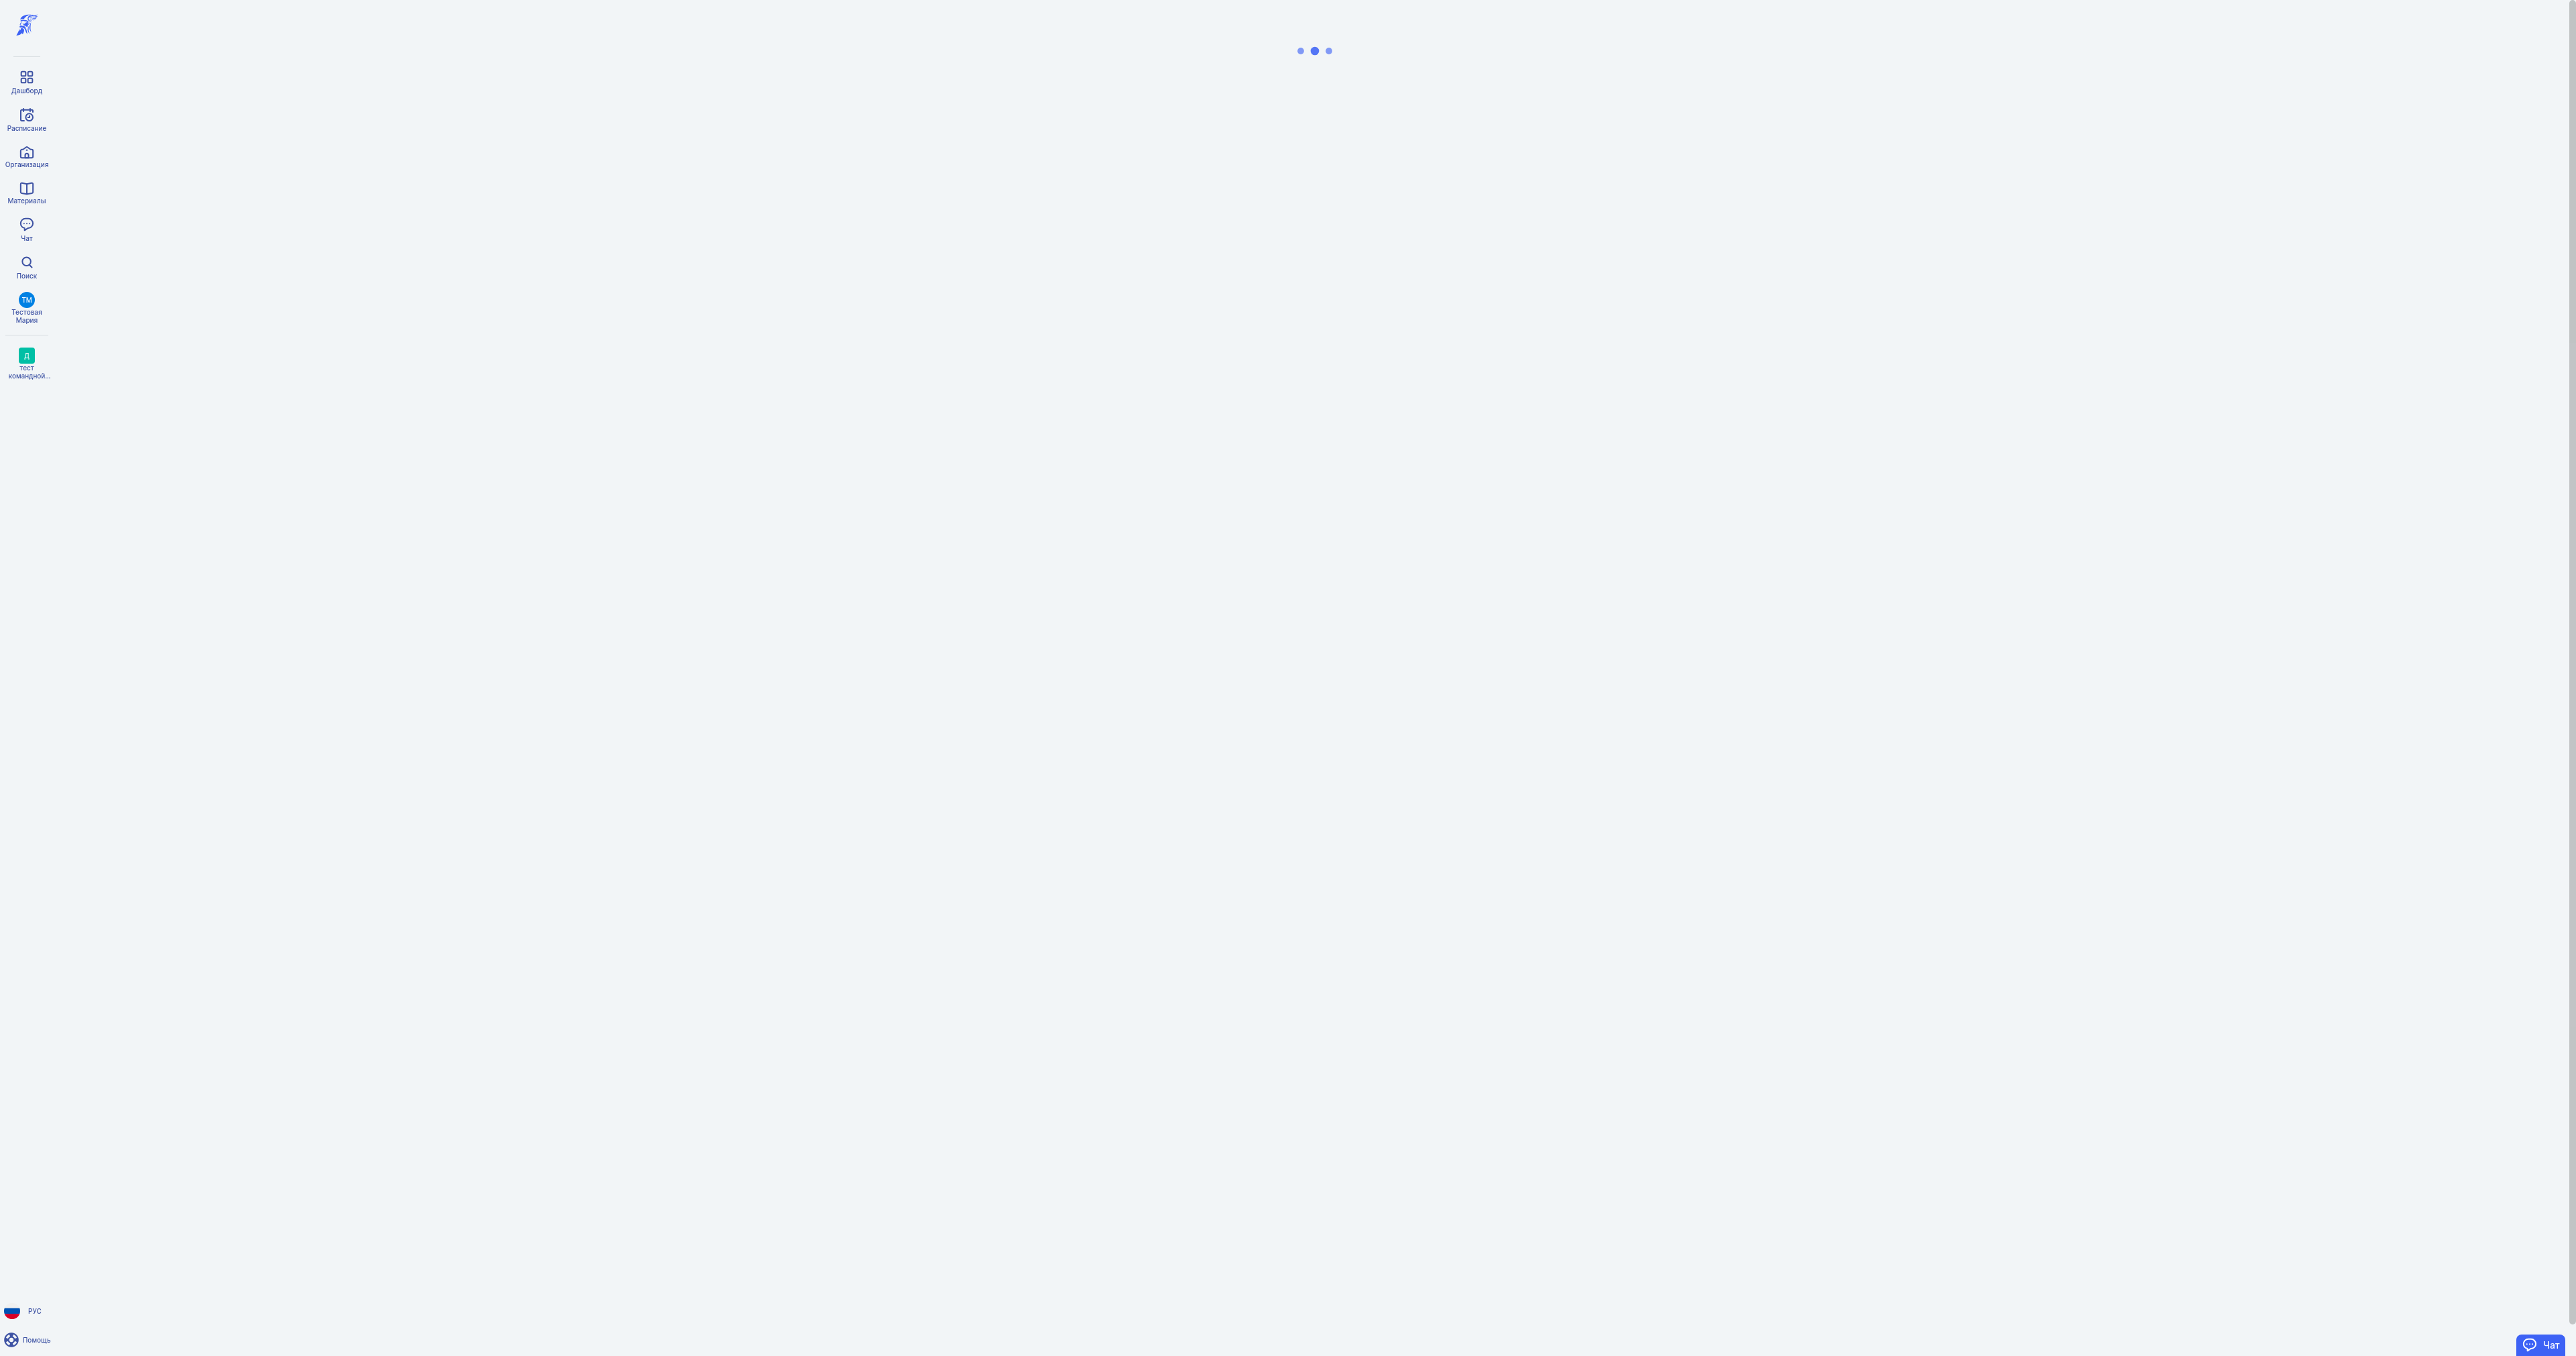 Дашборд
Расписание
Организация
Материалы
Чат
Поиск
ТМ
Тестовая
Мария
Д
тест
командной...
РУС
Помощь
Чат